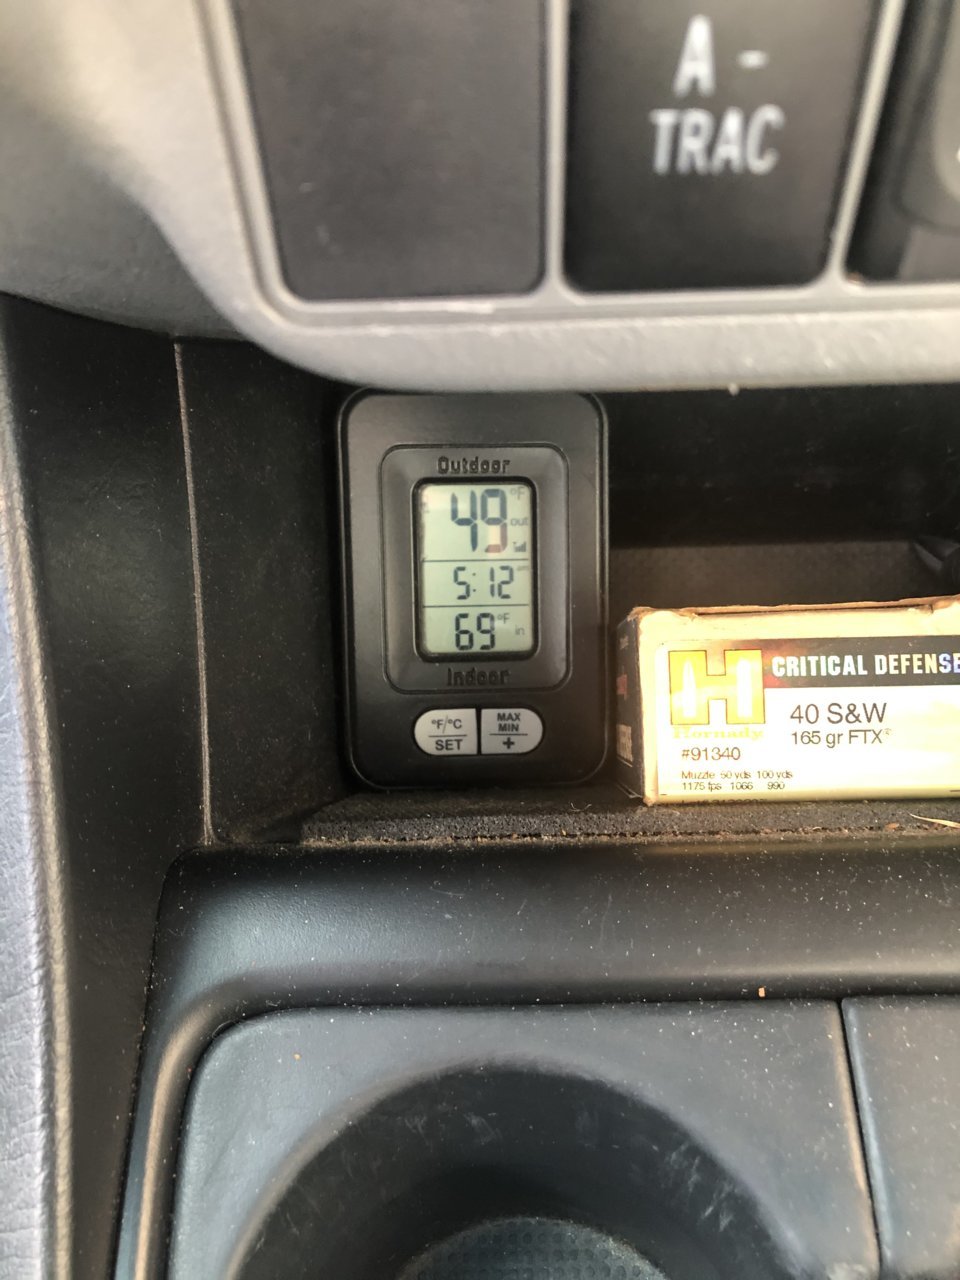 A -
TRAC
Outdoor
49 °F
out
5:12
69 °F
in
Indoor
°F/°C
SET
MAX
MIN
+
CRITICAL DEFENSE
H
Hornady
40 S&W
165 gr FTX®
#91340
Muzzle 50 yds 100 yds
1175 fps 1066 990